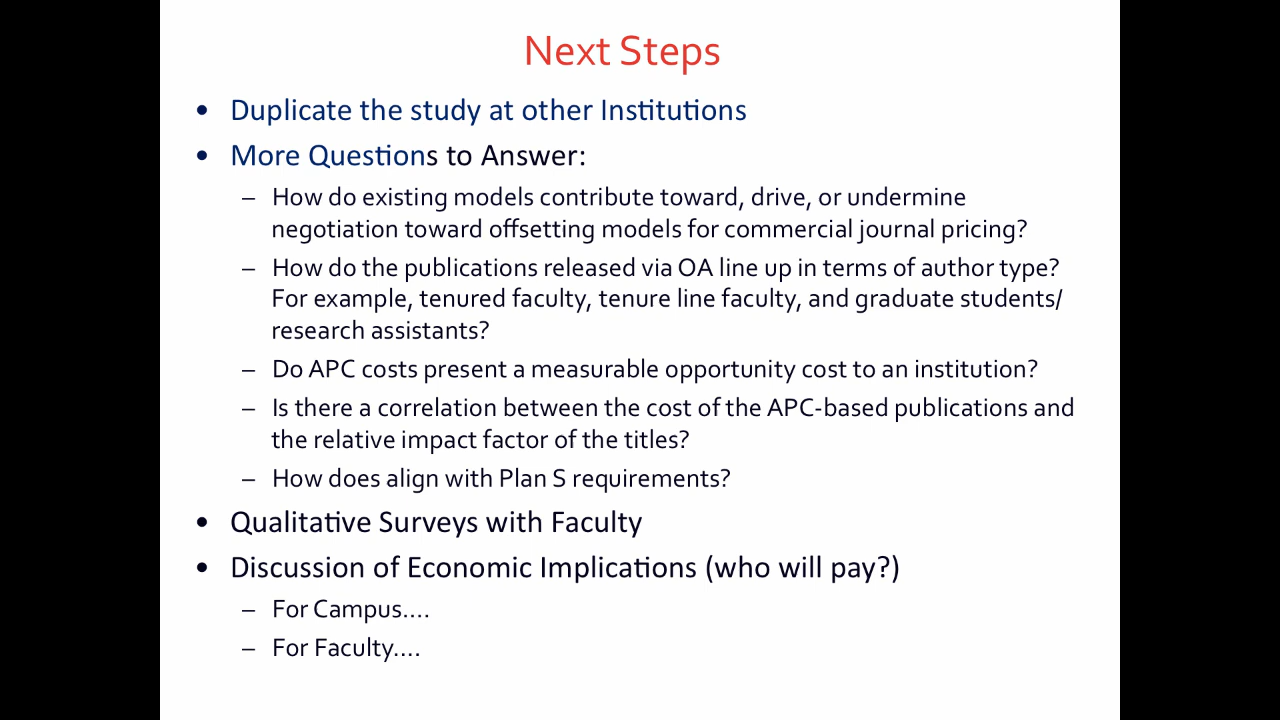 Next Steps
• Duplicate the study at other Institutions
• More Questions to Answer:
– How do existing models contribute toward, drive, or undermine
negotiation toward offsetting models for commercial journal pricing?
– How do the publications released via OA line up in terms of author type?
For example, tenured faculty, tenure line faculty, and graduate students/
research assistants?
– Do APC costs present a measurable opportunity cost to an institution?
– Is there a correlation between the cost of the APC-based publications and
the relative impact factor of the titles?
– How does align with Plan S requirements?
• Qualitative Surveys with Faculty
• Discussion of Economic Implications (who will pay?)
– For Campus....
– For Faculty....